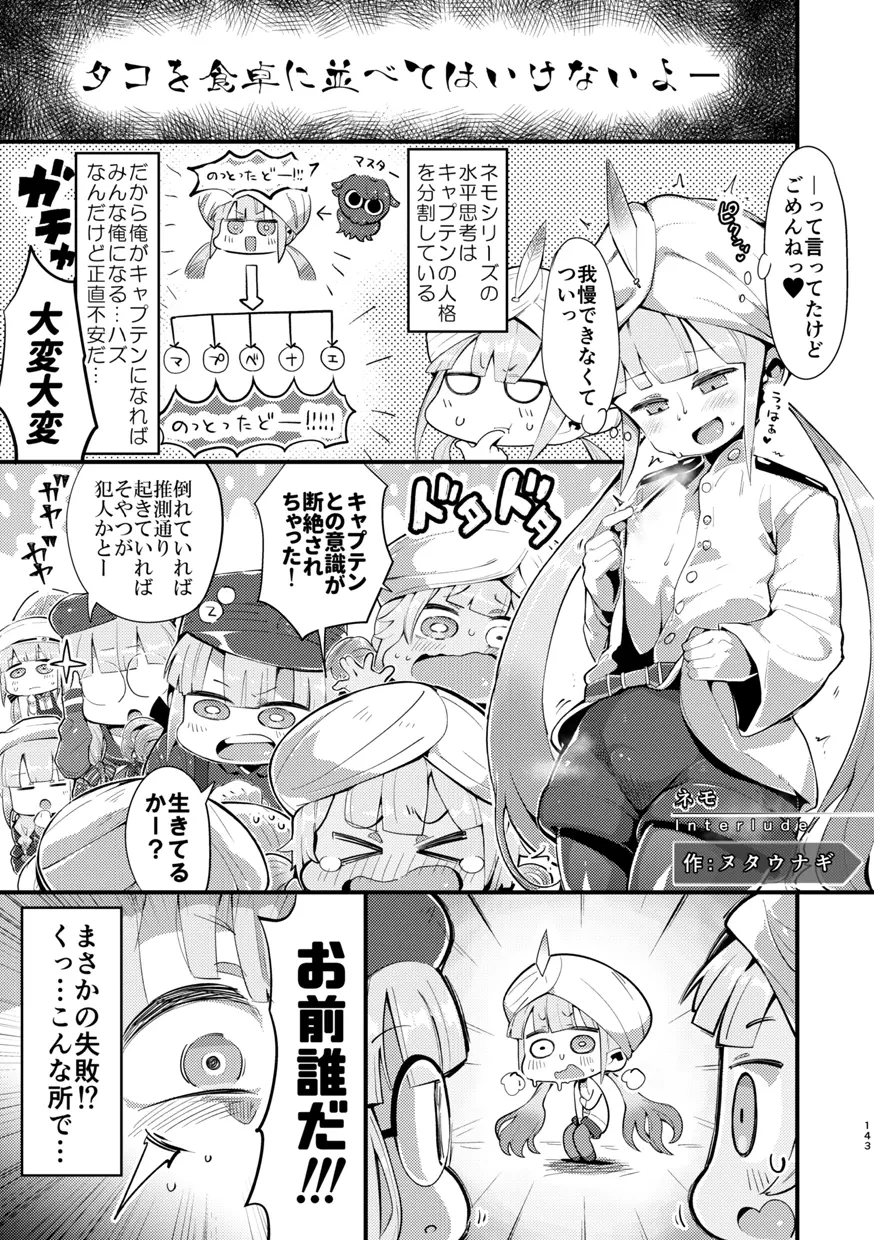 タコを食卓に並べてはいけないよー
―って言ってたけど
ごめんねっ♥
ピクンッ
我慢できなくて
ついっ
うっはぁ♥
ネモ
Interlude
作:ヌタウナギ
ネモシリーズの
水平思考は
キャプテンの人格
を分割している
マスタ
のっとったどー!!!
マ
プ
ベ
ナ
エ
のっとったどー!!!!!
だから俺がキャプテンになれば
みんな俺になる…ハズ
なんだけど正直不安だ…
ガチャ
大変大変
ドタ
ドタ
キャプテン
との意識が
断絶され
ちゃった!
倒れていれば
推測通り
起きていれば
そやつが
犯人かとー
ガヤ
ガヤ
生きてる
かー?
お前誰だ!!!
まさかの失敗!?
くっ…こんな所で…
143